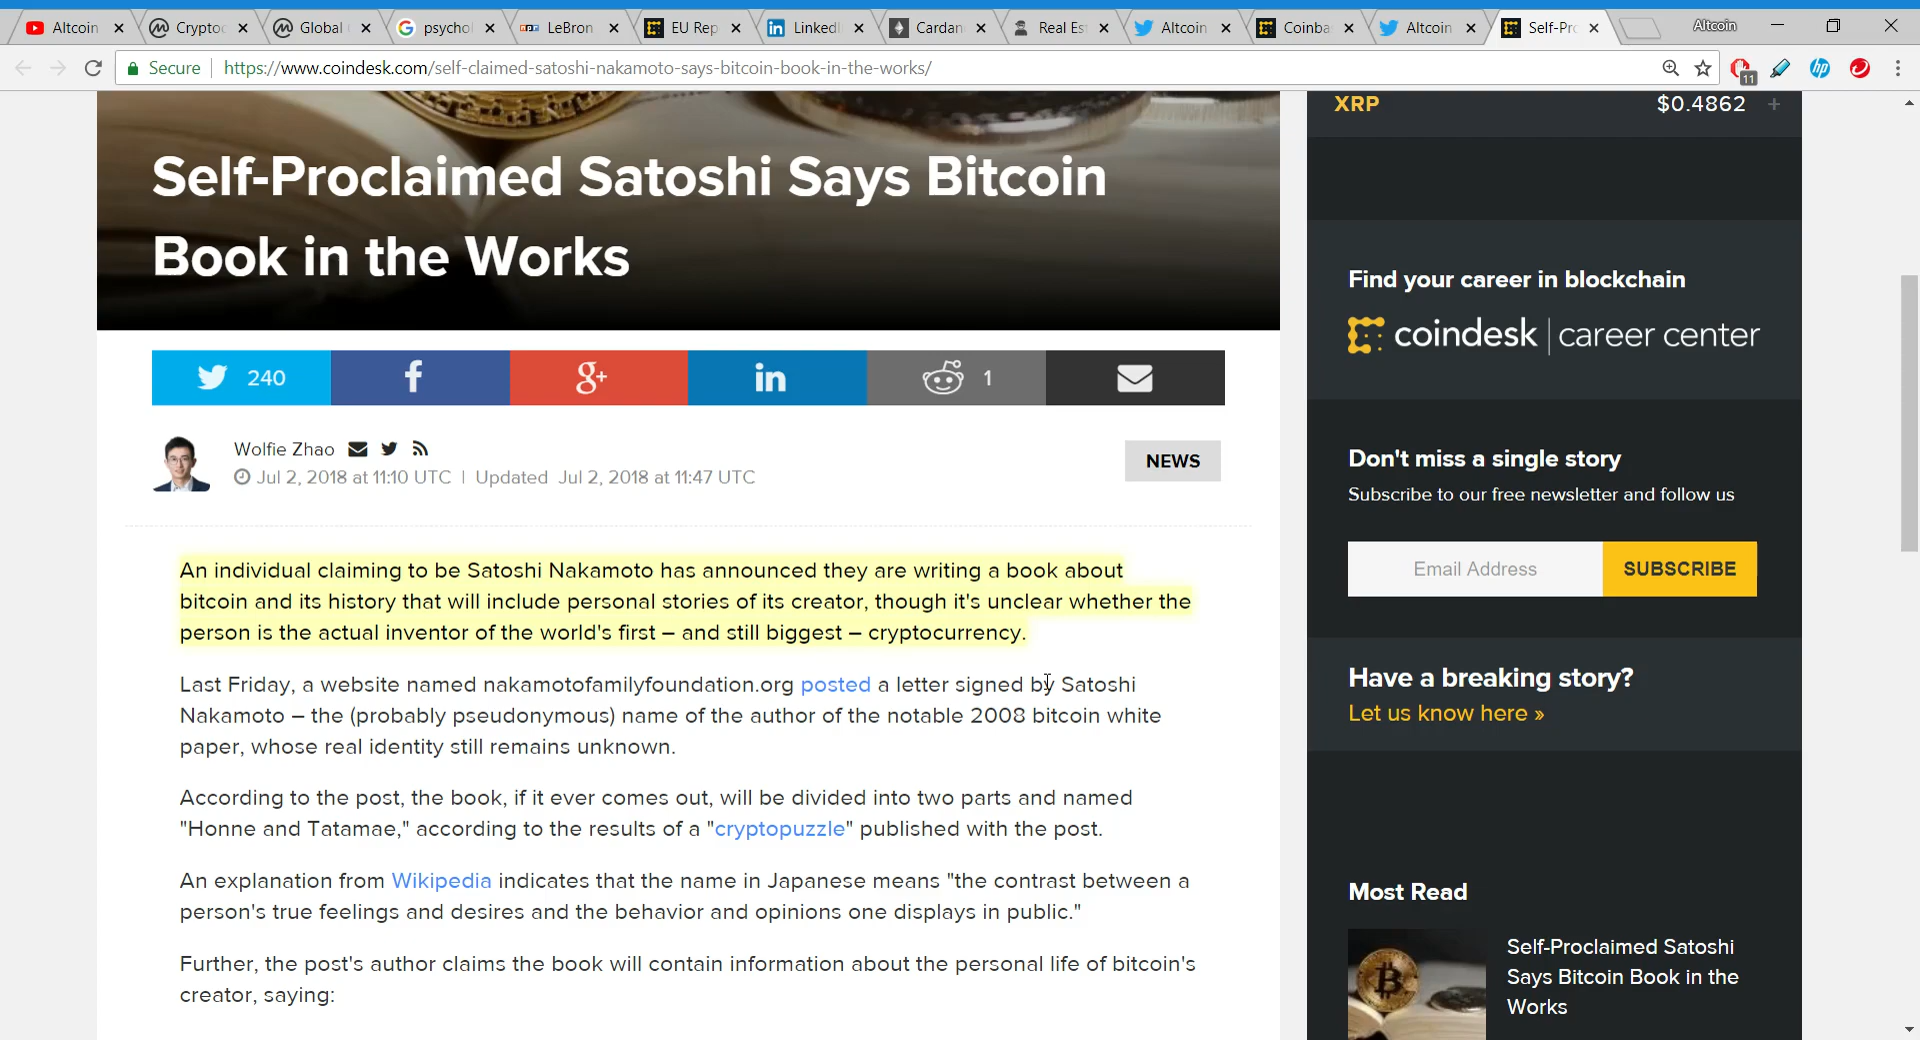 Altcoin
Cryptoc
Global
psychol
LeBron
EU Rep
LinkedI
Cardan
Real Es
Altcoin
Coinba
Altcoin
Self-Pro
Altcoin
Secure
https://www.coindesk.com/self-claimed-satoshi-nakamoto-says-bitcoin-book-in-the-works/
11
hp
Self-Proclaimed Satoshi Says Bitcoin
Book in the Works
240
1
Wolfie Zhao
Jul 2, 2018 at 11:10 UTC | Updated Jul 2, 2018 at 11:47 UTC
NEWS
An individual claiming to be Satoshi Nakamoto has announced they are writing a book about
bitcoin and its history that will include personal stories of its creator, though it's unclear whether the
person is the actual inventor of the world's first – and still biggest – cryptocurrency.
Last Friday, a website named nakamotofamilyfoundation.org posted a letter signed by Satoshi
Nakamoto – the (probably pseudonymous) name of the author of the notable 2008 bitcoin white
paper, whose real identity still remains unknown.
According to the post, the book, if it ever comes out, will be divided into two parts and named
"Honne and Tatamae," according to the results of a "cryptopuzzle" published with the post.
An explanation from Wikipedia indicates that the name in Japanese means "the contrast between a
person's true feelings and desires and the behavior and opinions one displays in public."
Further, the post's author claims the book will contain information about the personal life of bitcoin's
creator, saying:
XRP $0.4862 +
Find your career in blockchain
coindesk | career center
Don't miss a single story
Subscribe to our free newsletter and follow us
Email Address
SUBSCRIBE
Have a breaking story?
Let us know here »
Most Read
Self-Proclaimed Satoshi
Says Bitcoin Book in the
Works